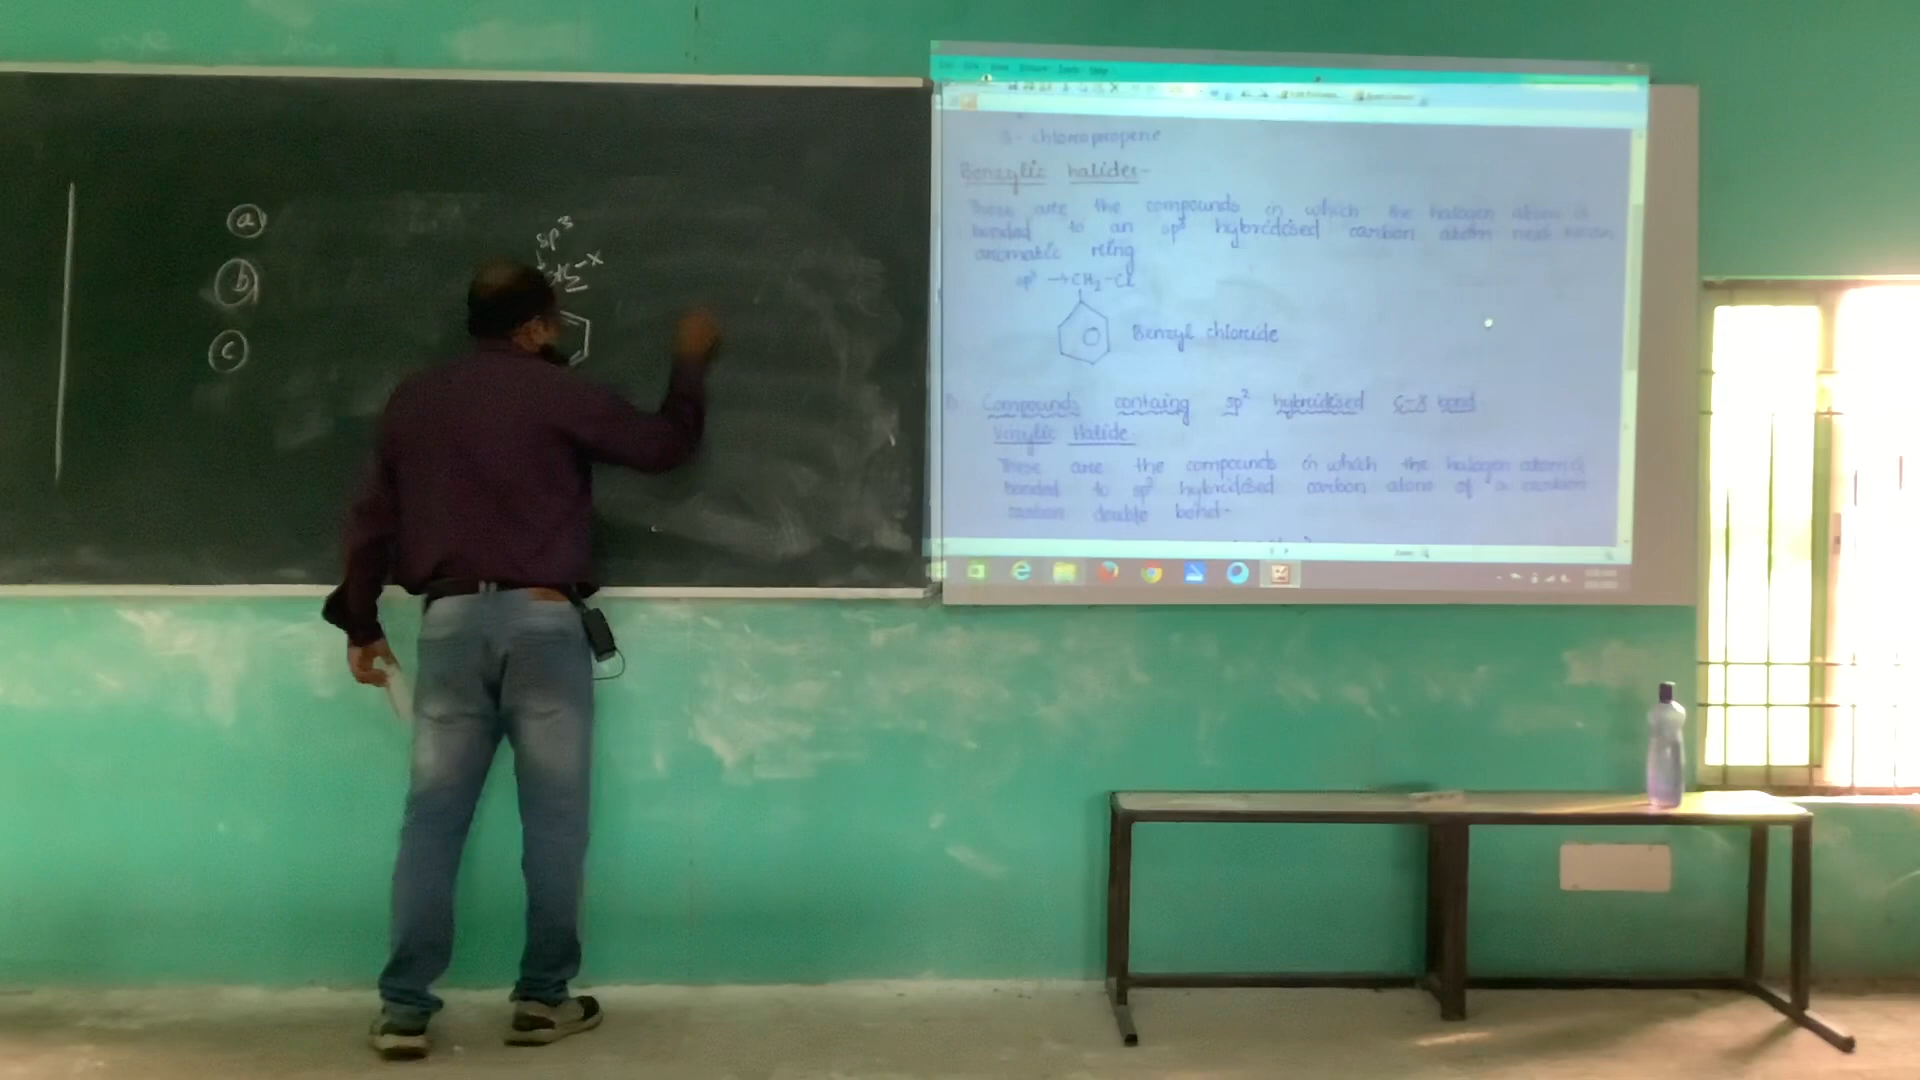 a
b
c
sp3
-x
3- chloropropene
Benzylic halides-
These are the compounds in which the halogen atom is
bonded to an sp3 hybridised carbon atom next to an
aromatic ring
sp3 →CH2-Cl
Benzyl chloride
B. Compounds containg sp2 hybridised C-X bond
Vinylic Halide-
These are the compounds in which the halogen atom is
bonded to sp2 hybridised carbon atom of a carbon
carbon double bond-